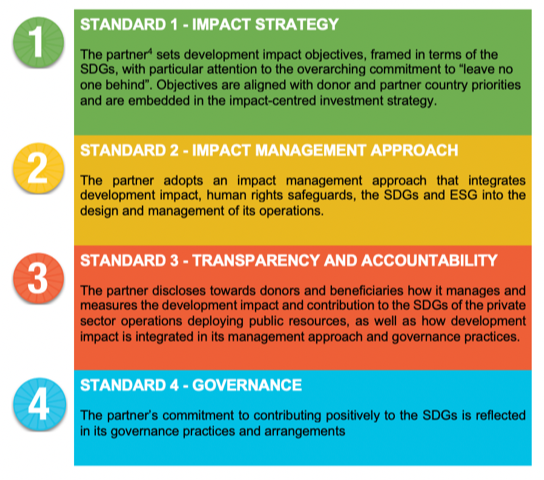 1
STANDARD 1 - IMPACT STRATEGY
The partner⁴ sets development impact objectives, framed in terms of the
SDGs, with particular attention to the overarching commitment to “leave no
one behind”. Objectives are aligned with donor and partner country priorities
and are embedded in the impact-centred investment strategy.
2
STANDARD 2 - IMPACT MANAGEMENT APPROACH
The partner adopts an impact management approach that integrates
development impact, human rights safeguards, the SDGs and ESG into the
design and management of its operations.
3
STANDARD 3 - TRANSPARENCY AND ACCOUNTABILITY
The partner discloses towards donors and beneficiaries how it manages and
measures the development impact and contribution to the SDGs of the private
sector operations deploying public resources, as well as how development
impact is integrated in its management approach and governance practices.
4
STANDARD 4 - GOVERNANCE
The partner’s commitment to contributing positively to the SDGs is reflected
in its governance practices and arrangements